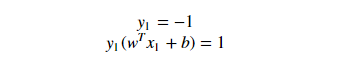 y₁ = −1
y₁(wᵀx₁ + b) = 1